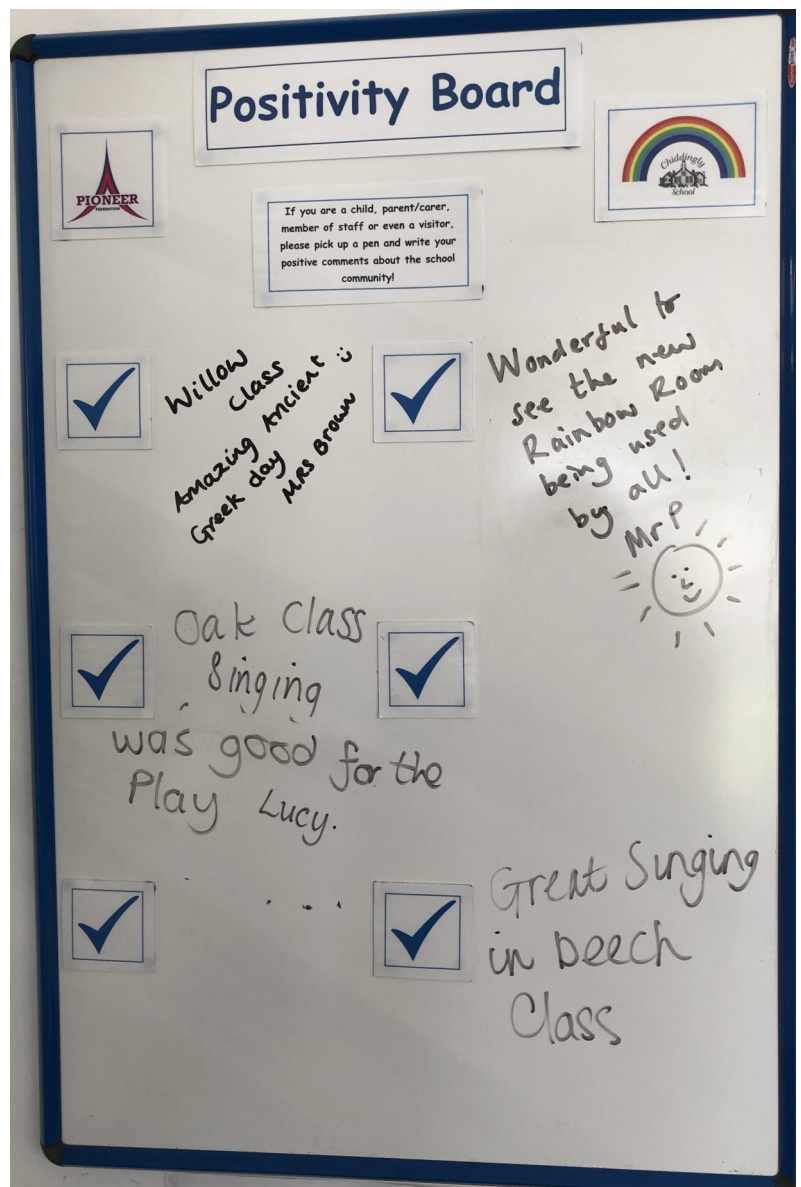 Positivity Board
PIONEER
FEDERATION
Chiddingly
School
If you are a child, parent/carer,
member of staff or even a visitor,
please pick up a pen and write your
positive comments about the school
community!
Willow
Class
Amazing Ancient
Greek day
Mrs Brown
Wonderful to
see the new
Rainbow Room
being used
by all!
Mr P
Oak Class
Singing
was good for the
Play Lucy.
Great Singing
in beech
Class